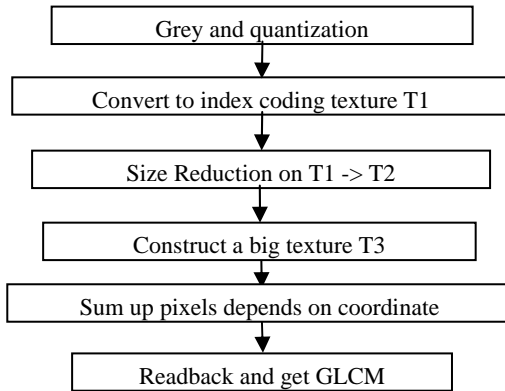 Grey and quantization
Convert to index coding texture T1
Size Reduction on T1 -> T2
Construct a big texture T3
Sum up pixels depends on coordinate
Readback and get GLCM